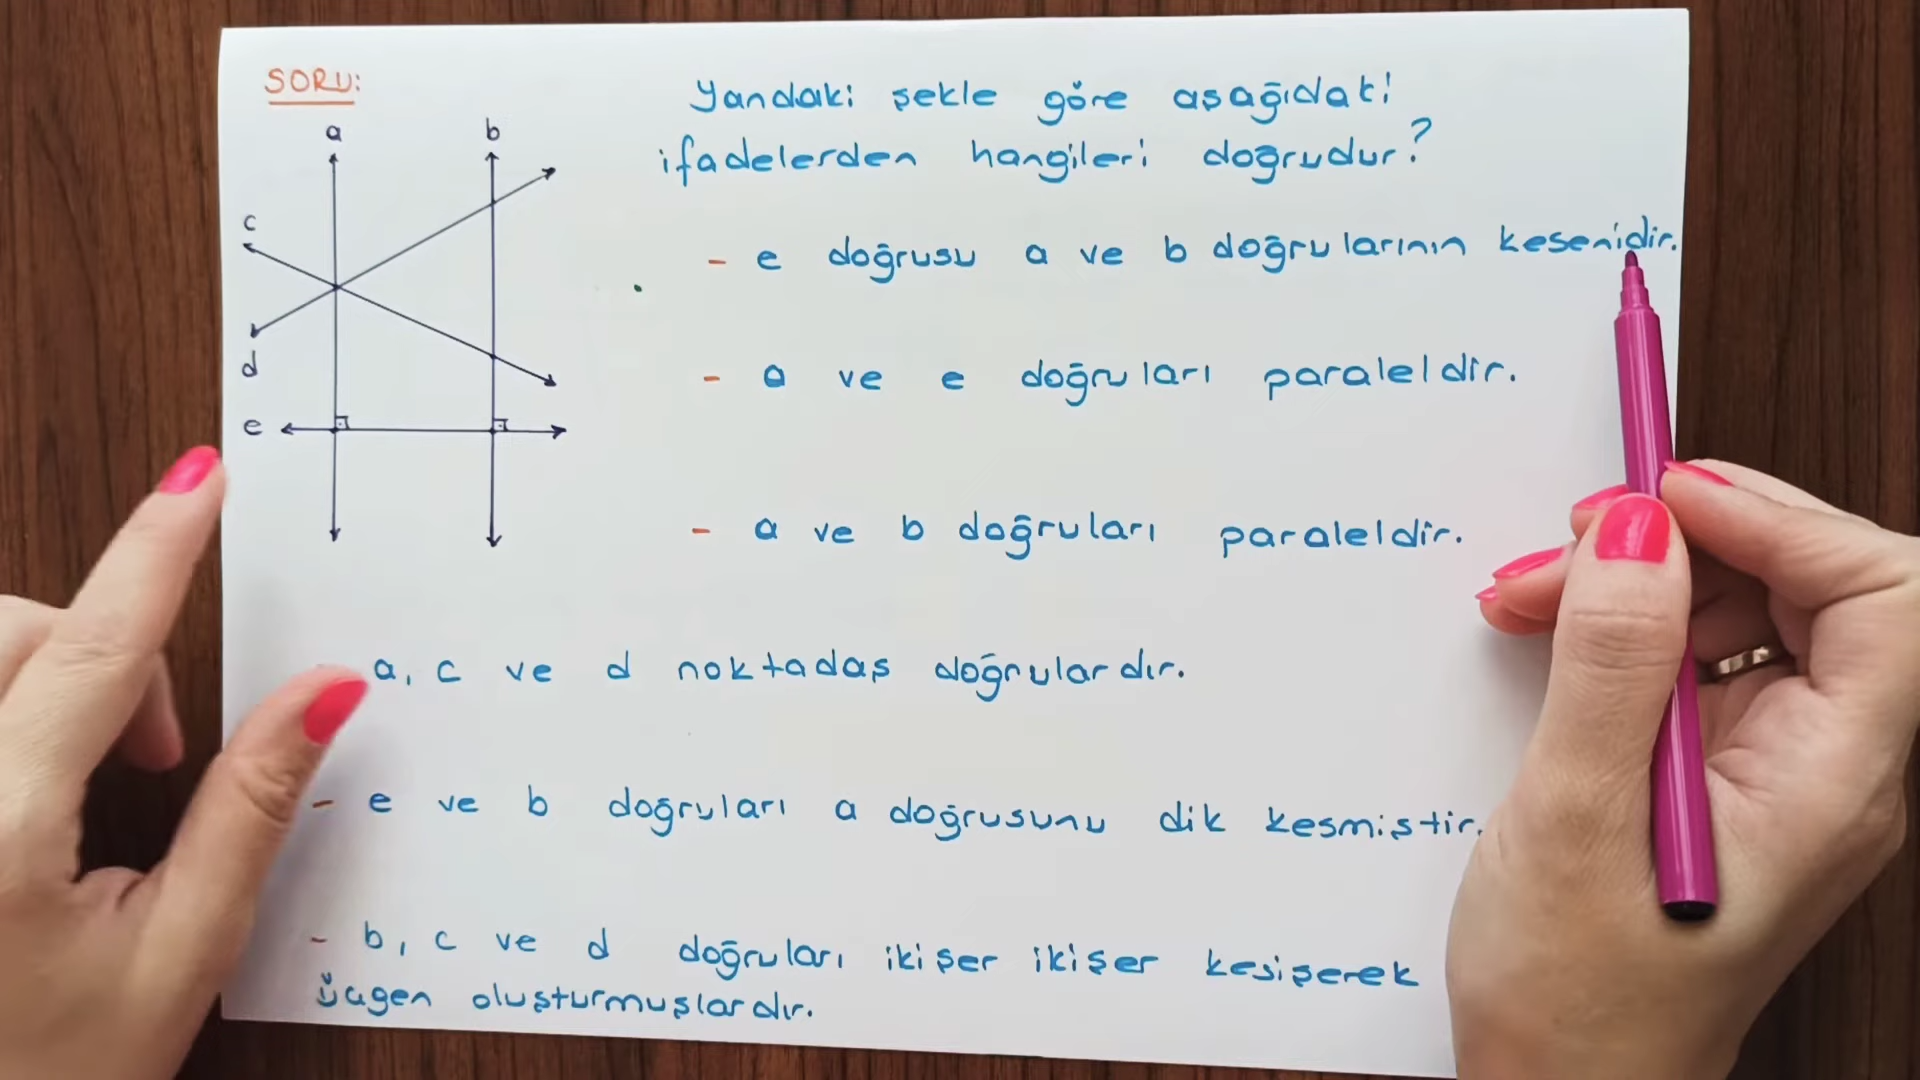 SORU:
Yandaki şekle göre aşağıdaki
ifadelerden hangileri doğrudur?
a
b
c
d
e
- e doğrusu a ve b doğrularının kesenidir.
- a ve e doğruları paraleldir.
- a ve b doğruları paraleldir.
a, c ve d noktadaş doğrulardır.
- e ve b doğruları a doğrusunu dik kesmiştir.
- b, c ve d doğruları ikişer ikişer kesişerek
üçgen oluşturmuşlardır.